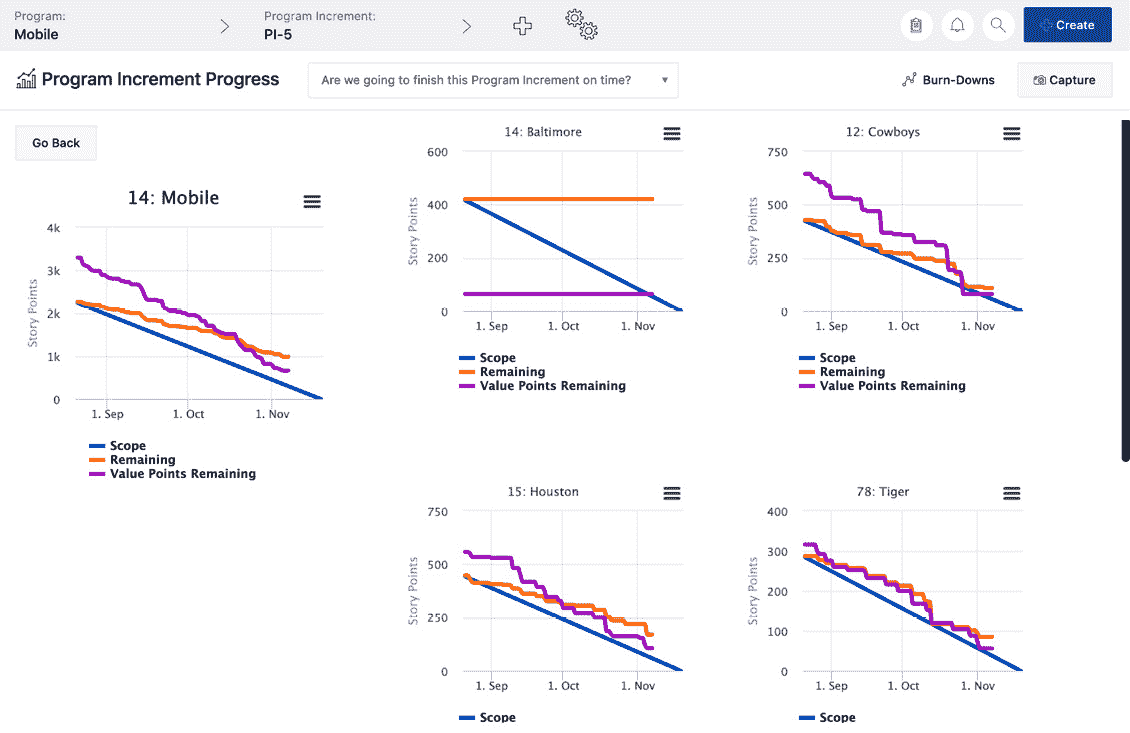 Program:
Mobile
Program Increment:
PI-5
Create
Program Increment Progress
Are we going to finish this Program Increment on time?
Burn-Downs
Capture
Go Back
14: Mobile
4k
3k
2k
1k
0
Story Points
1. Sep
1. Oct
1. Nov
Scope
Remaining
Value Points Remaining
14: Baltimore
600
400
200
0
Story Points
1. Sep
1. Oct
1. Nov
Scope
Remaining
Value Points Remaining
12: Cowboys
750
500
250
0
Story Points
1. Sep
1. Oct
1. Nov
Scope
Remaining
Value Points Remaining
15: Houston
750
500
250
0
Story Points
1. Sep
1. Oct
1. Nov
Scope
78: Tiger
400
300
200
100
0
Story Points
1. Sep
1. Oct
1. Nov
Scope